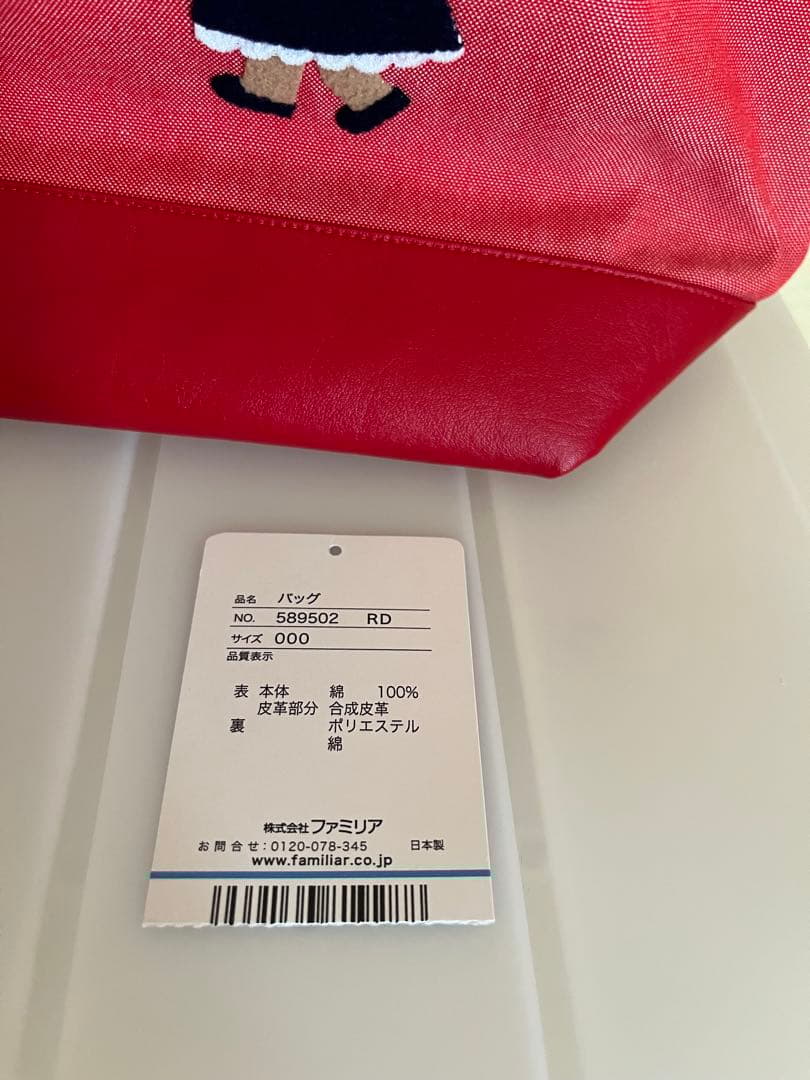 品名 バッグ
NO. 589502 RD
サイズ 000
品質表示
表 本体 綿 100%
皮革部分 合成皮革
裏 ポリエステル
綿
株式会社ファミリア
お問合せ:0120-078-345 日本製
www.familiar.co.jp